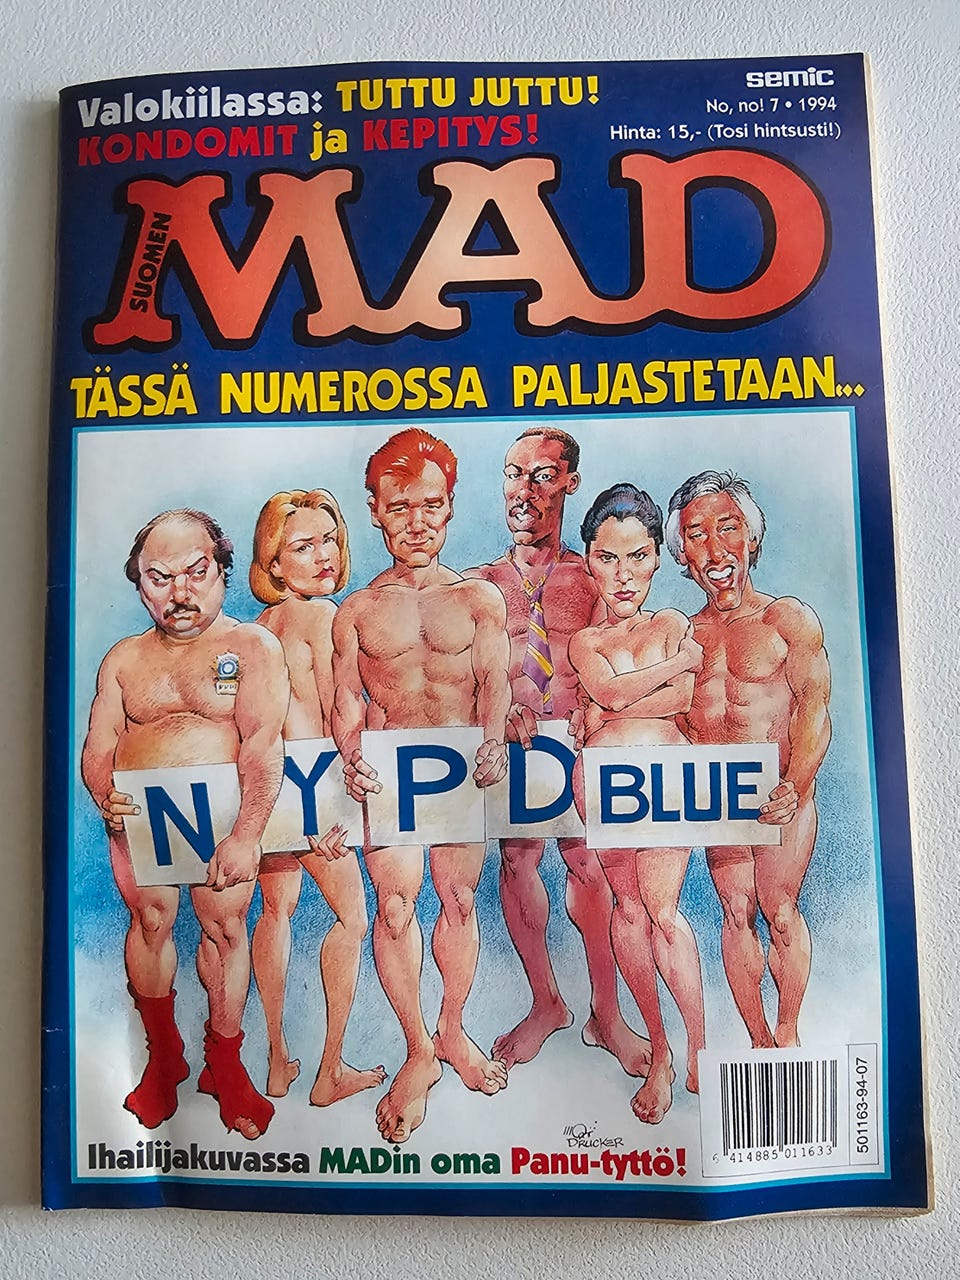 Valokiilassa: TUTTU JUTTU!
KONDOMIT ja KEPITYS!
semic
No, no! 7 • 1994
Hinta: 15,- (Tosi hintsusti!)
SUOMEN
MAD
TÄSSÄ NUMEROSSA PALJASTETAAN...
N Y P D BLUE
MORT DRUCKER
Ihailijakuvassa MADin oma Panu-tyttö!
6 414885 011633
501163-94-07